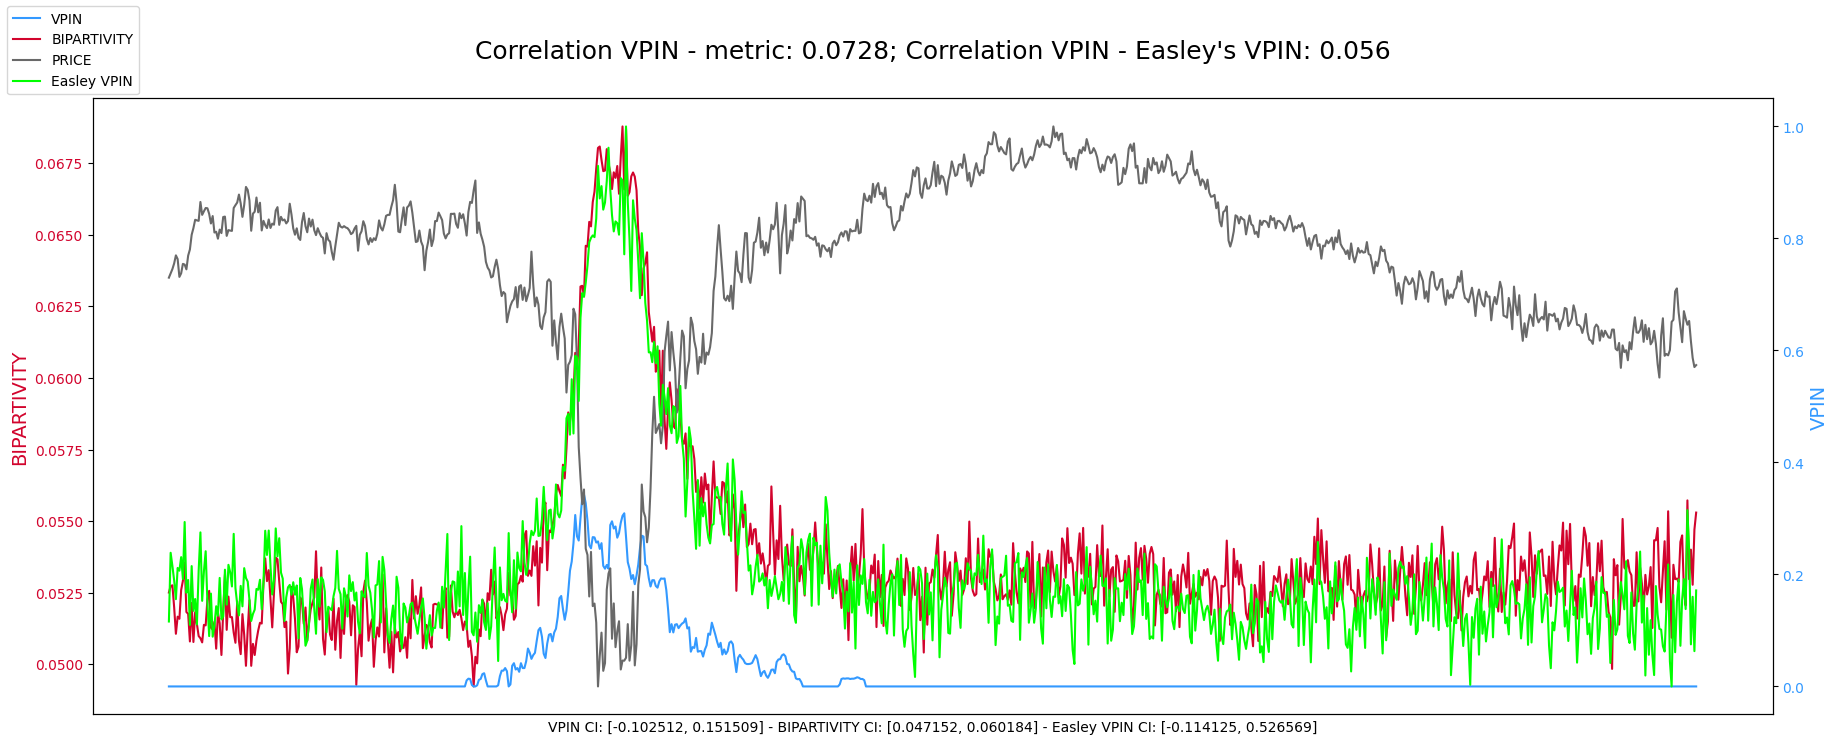 VPIN
BIPARTIVITY
PRICE
Easley VPIN
Correlation VPIN - metric: 0.0728; Correlation VPIN - Easley's VPIN: 0.056
BIPARTIVITY
0.0675
0.0650
0.0625
0.0600
0.0575
0.0550
0.0525
0.0500
1.0
0.8
0.6
0.4
0.2
0.0
VPIN
VPIN CI: [-0.102512, 0.151509] - BIPARTIVITY CI: [0.047152, 0.060184] - Easley VPIN CI: [-0.114125, 0.526569]